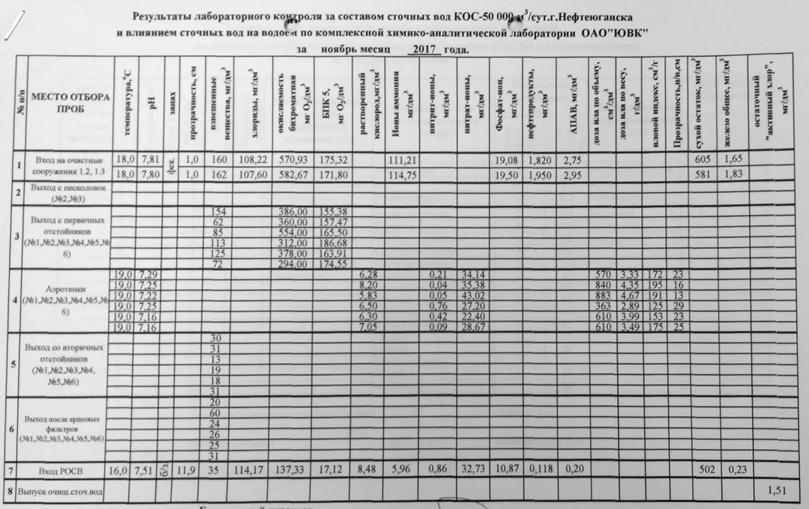 Результаты лабораторного контроля за составом сточных вод КОС-50 000 м³/сут.г.Нефтеюганска
и влиянием сточных вод на водоем по комплексной химико-аналитической лаборатории ОАО"ЮВК"
за ноябрь месяц 2017 года.
№ п/п МЕСТО ОТБОРА ПРОБ температура,°С pH запах прозрачность, см взвешенные вещества, мг/дм³ хлориды, мг/дм³ окисляемость бихроматная мг О₂/дм³ БПК 5, мг О₂/дм³ растворенный кислород,мг/дм³ Ионы аммония мг/дм³ нитрит-ионы, мг/дм³ нитрат-ионы, мг/дм³ Фосфат-ион, мг/дм³ нефтепродукты, мг/дм³ АПАВ, мг/дм³ доза ила по объему, см³/дм³ доза ила по весу, г/дм³ иловой индекс, см³/г Прозрачность,н/в,см сухой остаток, мг/дм³ железо общее, мг/дм³ остаточный "активный хлор", мг/дм³
1 Вход на очистные сооружения 1.2, 1.3 18,0 7,81 фек. 1,0 160 108,22 570,93 175,32 111,21 19,08 1,820 2,75 605 1,65
18,0 7,80 1,0 162 107,60 582,67 171,80 114,75 19,50 1,950 2,95 581 1,83
2 Выход с песколовок (№2,№3)
3 Выход с первичных отстойников (№1,№2,№3,№4,№5,№6)
154 386,00 155,38
62 360,00 157,47
85 554,00 165,50
113 312,00 186,68
125 378,00 163,91
72 294,00 174,55
4 Аэротенки (№1,№2,№3,№4,№5,№6)
19,0 7,29 6,28 0,21 34,14 570 3,33 172 23
19,0 7,25 8,20 0,04 35,38 840 4,35 195 16
19,0 7,22 5,83 0,05 43,02 883 4,67 191 13
19,0 7,25 6,50 0,76 27,20 363 2,89 125 29
19,0 7,16 6,30 0,42 22,40 610 3,99 153 23
19,0 7,16 7,05 0,09 28,67 610 3,49 175 25
5 Выход со вторичных отстойников (№1,№2,№3,№4, №5,№6)
30
31
13
19
18
31
6 Выход после ершовых фильтров (№1,№2,№3,№4,№5,№6)
20
60
24
26
25
31
7 Вход РОСВ 16,0 7,51 б/з 11,9 35 114,17 137,33 17,12 8,48 5,96 0,86 32,73 10,87 0,118 0,20 502 0,23
8 Выпуск очищ.сточ.вод 1,51